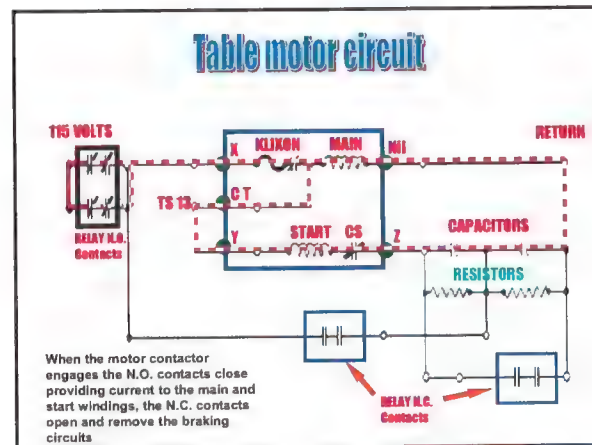 Table motor circuit
115 VOLTS
X
KLIXON
MAIN
RETURN
TS 13
C T
Y
START
CS
Z
CAPACITORS
RELAY N.O.
Contacts
RESISTORS
When the motor contactor
engages the N.O. contacts close
providing current to the main and
start windings, the N.C. contacts
open and remove the braking
circuits
RELAY N.C.
Contacts